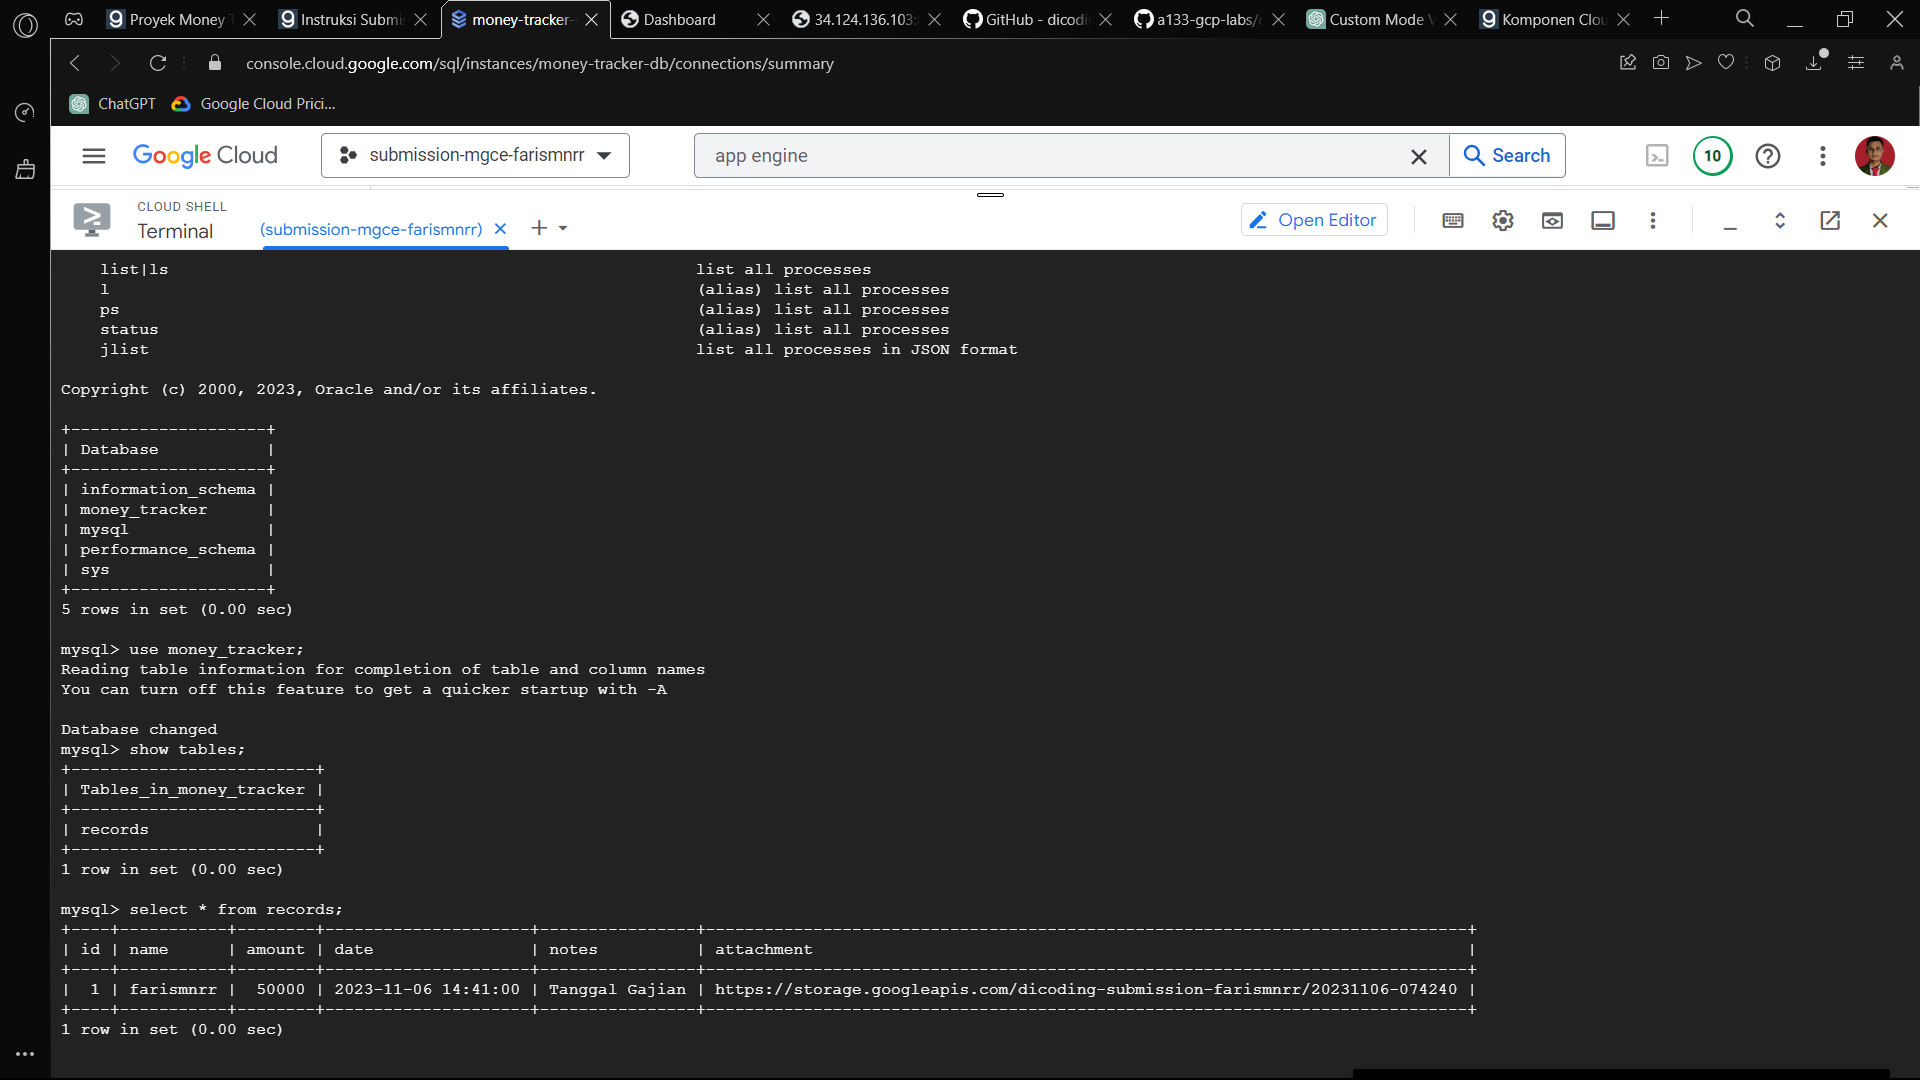 Proyek Money T
Instruksi Submis
money-tracker-
Dashboard
34.124.136.103:
GitHub - dicodi
a133-gcp-labs/
Custom Mode V
Komponen Clou
console.cloud.google.com/sql/instances/money-tracker-db/connections/summary
ChatGPT
Google Cloud Prici...
Google Cloud
submission-mgce-farismnrr
app engine
Search
10
CLOUD SHELL
Terminal
(submission-mgce-farismnrr)
Open Editor
list|ls list all processes
l (alias) list all processes
ps (alias) list all processes
status (alias) list all processes
jlist list all processes in JSON format
Copyright (c) 2000, 2023, Oracle and/or its affiliates.
+--------------------+
| Database           |
+--------------------+
| information_schema |
| money_tracker      |
| mysql              |
| performance_schema |
| sys                |
+--------------------+
5 rows in set (0.00 sec)
mysql> use money_tracker;
Reading table information for completion of table and column names
You can turn off this feature to get a quicker startup with -A
Database changed
mysql> show tables;
+-------------------------+
| Tables_in_money_tracker |
+-------------------------+
| records                 |
+-------------------------+
1 row in set (0.00 sec)
mysql> select * from records;
+----+-----------+--------+---------------------+----------------+------------------------------------------------------------------------------+
| id | name      | amount | date                | notes          | attachment                                                                   |
+----+-----------+--------+---------------------+----------------+------------------------------------------------------------------------------+
|  1 | farismnrr |  50000 | 2023-11-06 14:41:00 | Tanggal Gajian | https://storage.googleapis.com/dicoding-submission-farismnrr/20231106-074240 |
+----+-----------+--------+---------------------+----------------+------------------------------------------------------------------------------+
1 row in set (0.00 sec)